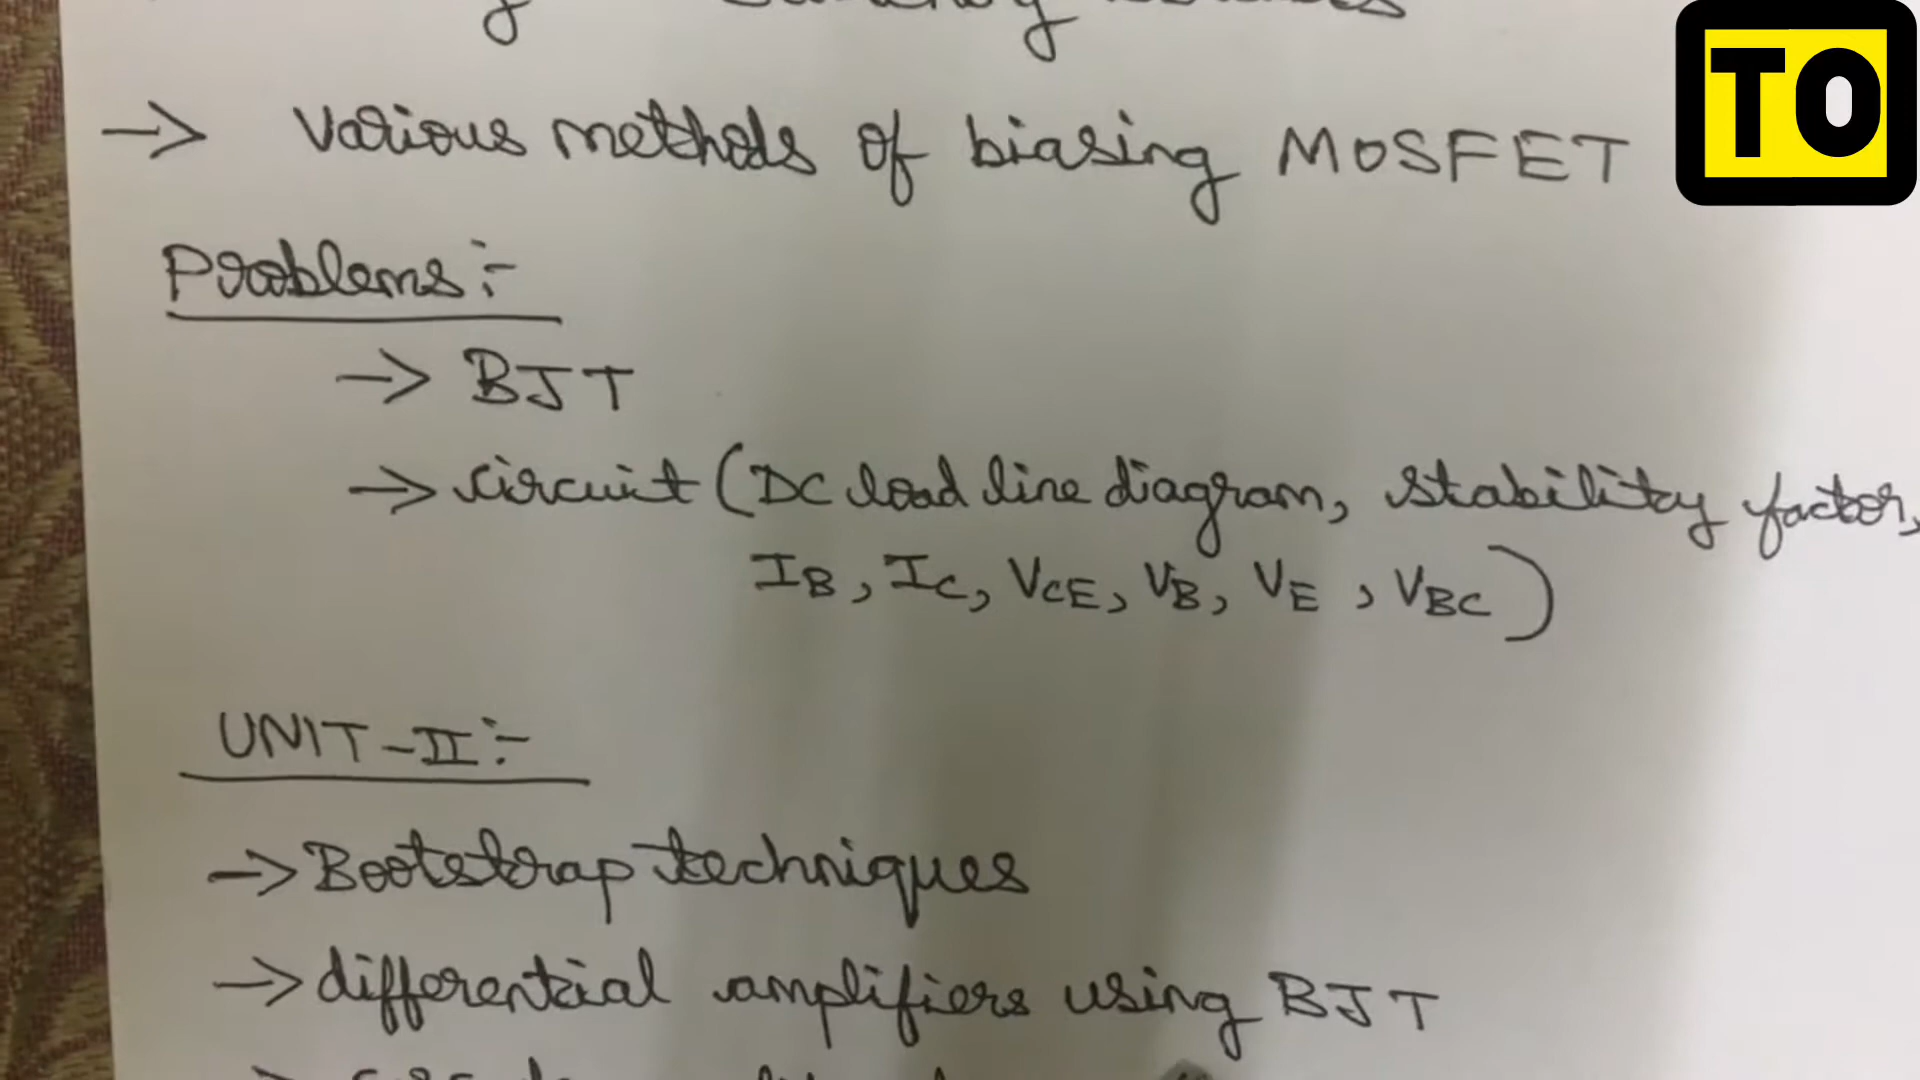 TO
→ Various methods of biasing MOSFET
Problems :-
→ BJT
→ circuit (DC load line diagram, stability factor,
IB, IC, VCE, VB, VE, VBC)
UNIT-II :-
→ Bootstrap techniques
→ differential amplifiers using BJT